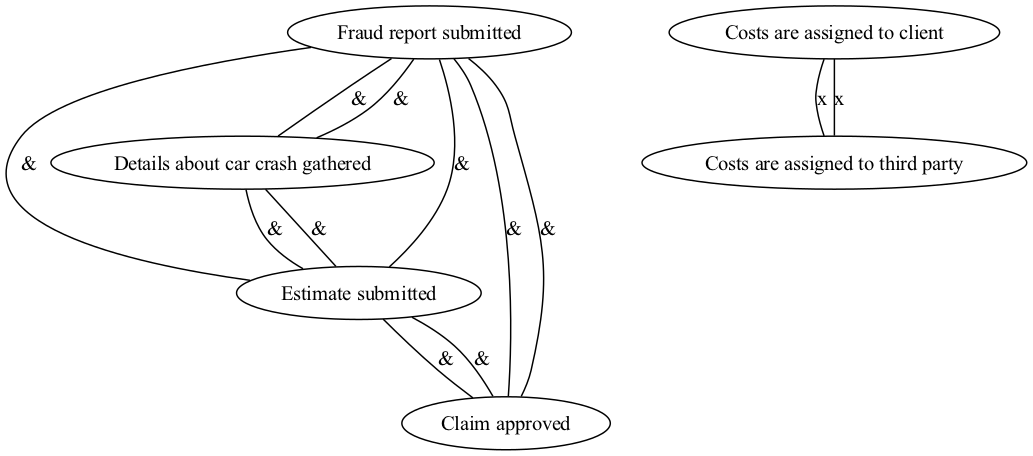 Fraud report submitted
Costs are assigned to client
& &
x x
& Details about car crash gathered &
Costs are assigned to third party
& & & &
Estimate submitted
& &
Claim approved